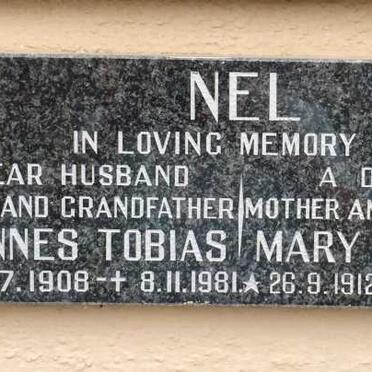 NEL
IN LOVING MEMORY
EAR HUSBAND A D
AND GRANDFATHER MOTHER AN
NNES TOBIAS MARY
7.1908 -+ 8.11.1981. ★ 26.9.1912